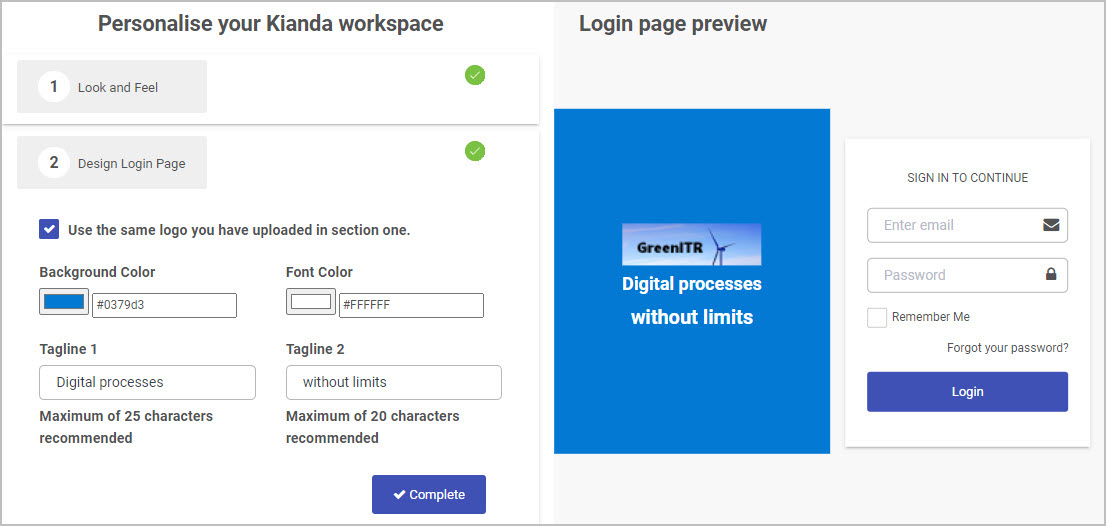 Personalise your Kianda workspace
1 Look and Feel
2 Design Login Page
Use the same logo you have uploaded in section one.
Background Color
Font Color
#0379d3
#FFFFFF
Tagline 1
Tagline 2
Digital processes
without limits
Maximum of 25 characters
recommended
Maximum of 20 characters
recommended
Complete
Login page preview
GreenITR
Digital processes
without limits
SIGN IN TO CONTINUE
Enter email
Password
Remember Me
Forgot your password?
Login